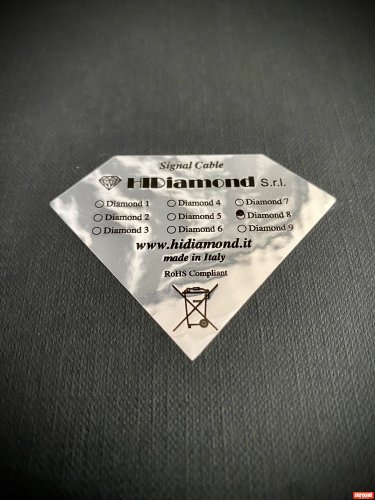 Signal Cable
HIDiamond S.r.l.
Diamond 1 Diamond 4 Diamond 7
Diamond 2 Diamond 5 Diamond 8
Diamond 3 Diamond 6 Diamond 9
www.hidiamond.it
made in Italy
RoHS Compliant